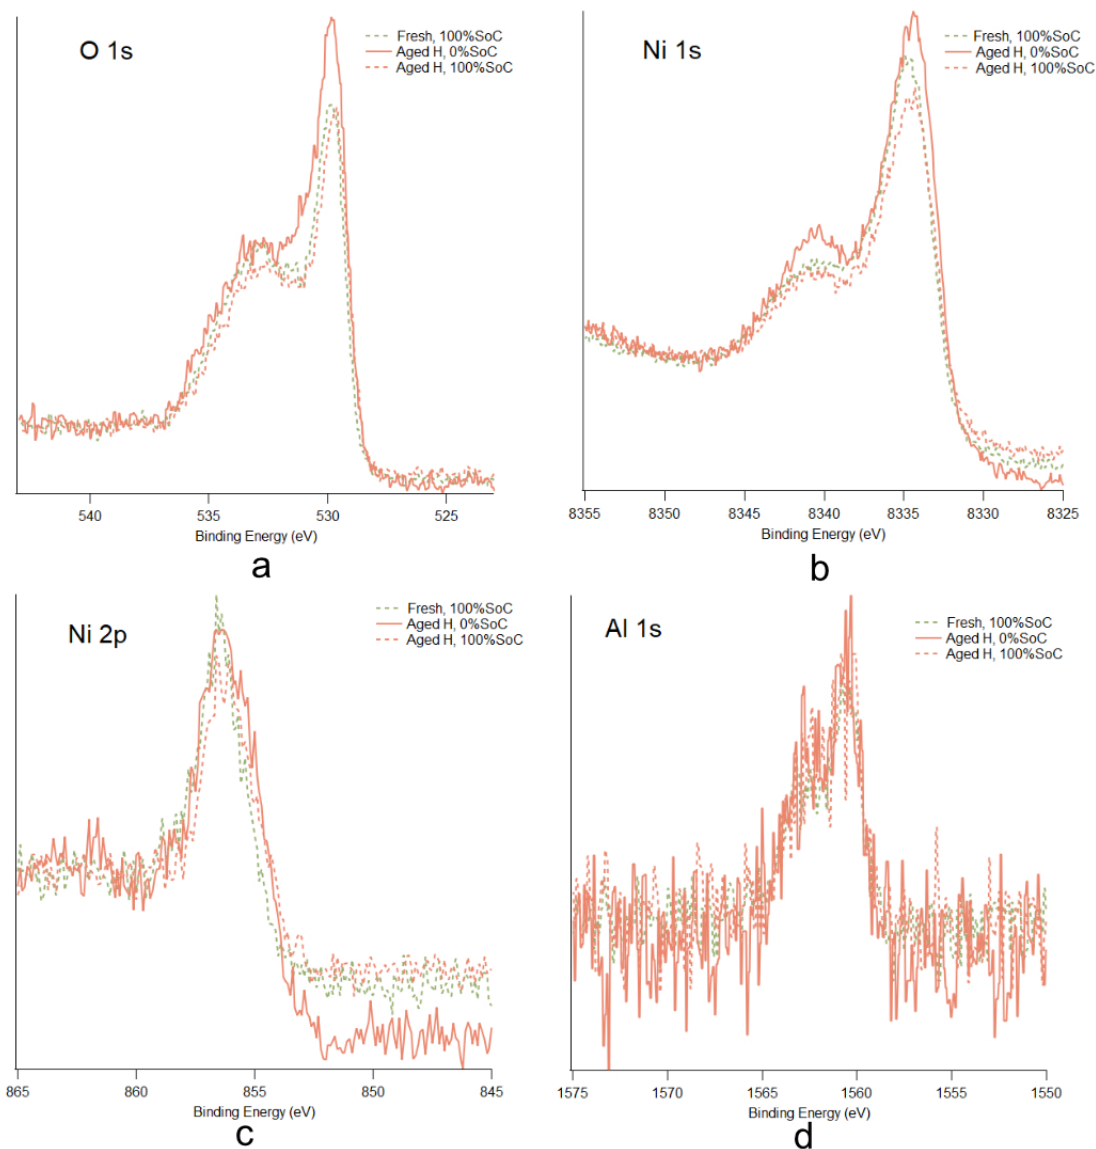 O 1s
Fresh, 100%SoC
Aged H, 0%SoC
Aged H, 100%SoC
540 535 530 525
Binding Energy (eV)
a
Ni 1s
Fresh, 100%SoC
Aged H, 0%SoC
Aged H, 100%SoC
8355 8350 8345 8340 8335 8330 8325
Binding Energy (eV)
b
Ni 2p
Fresh, 100%SoC
Aged H, 0%SoC
Aged H, 100%SoC
865 860 855 850 845
Binding Energy (eV)
c
Al 1s
Fresh, 100%SoC
Aged H, 0%SoC
Aged H, 100%SoC
1575 1570 1565 1560 1555 1550
Binding Energy (eV)
d